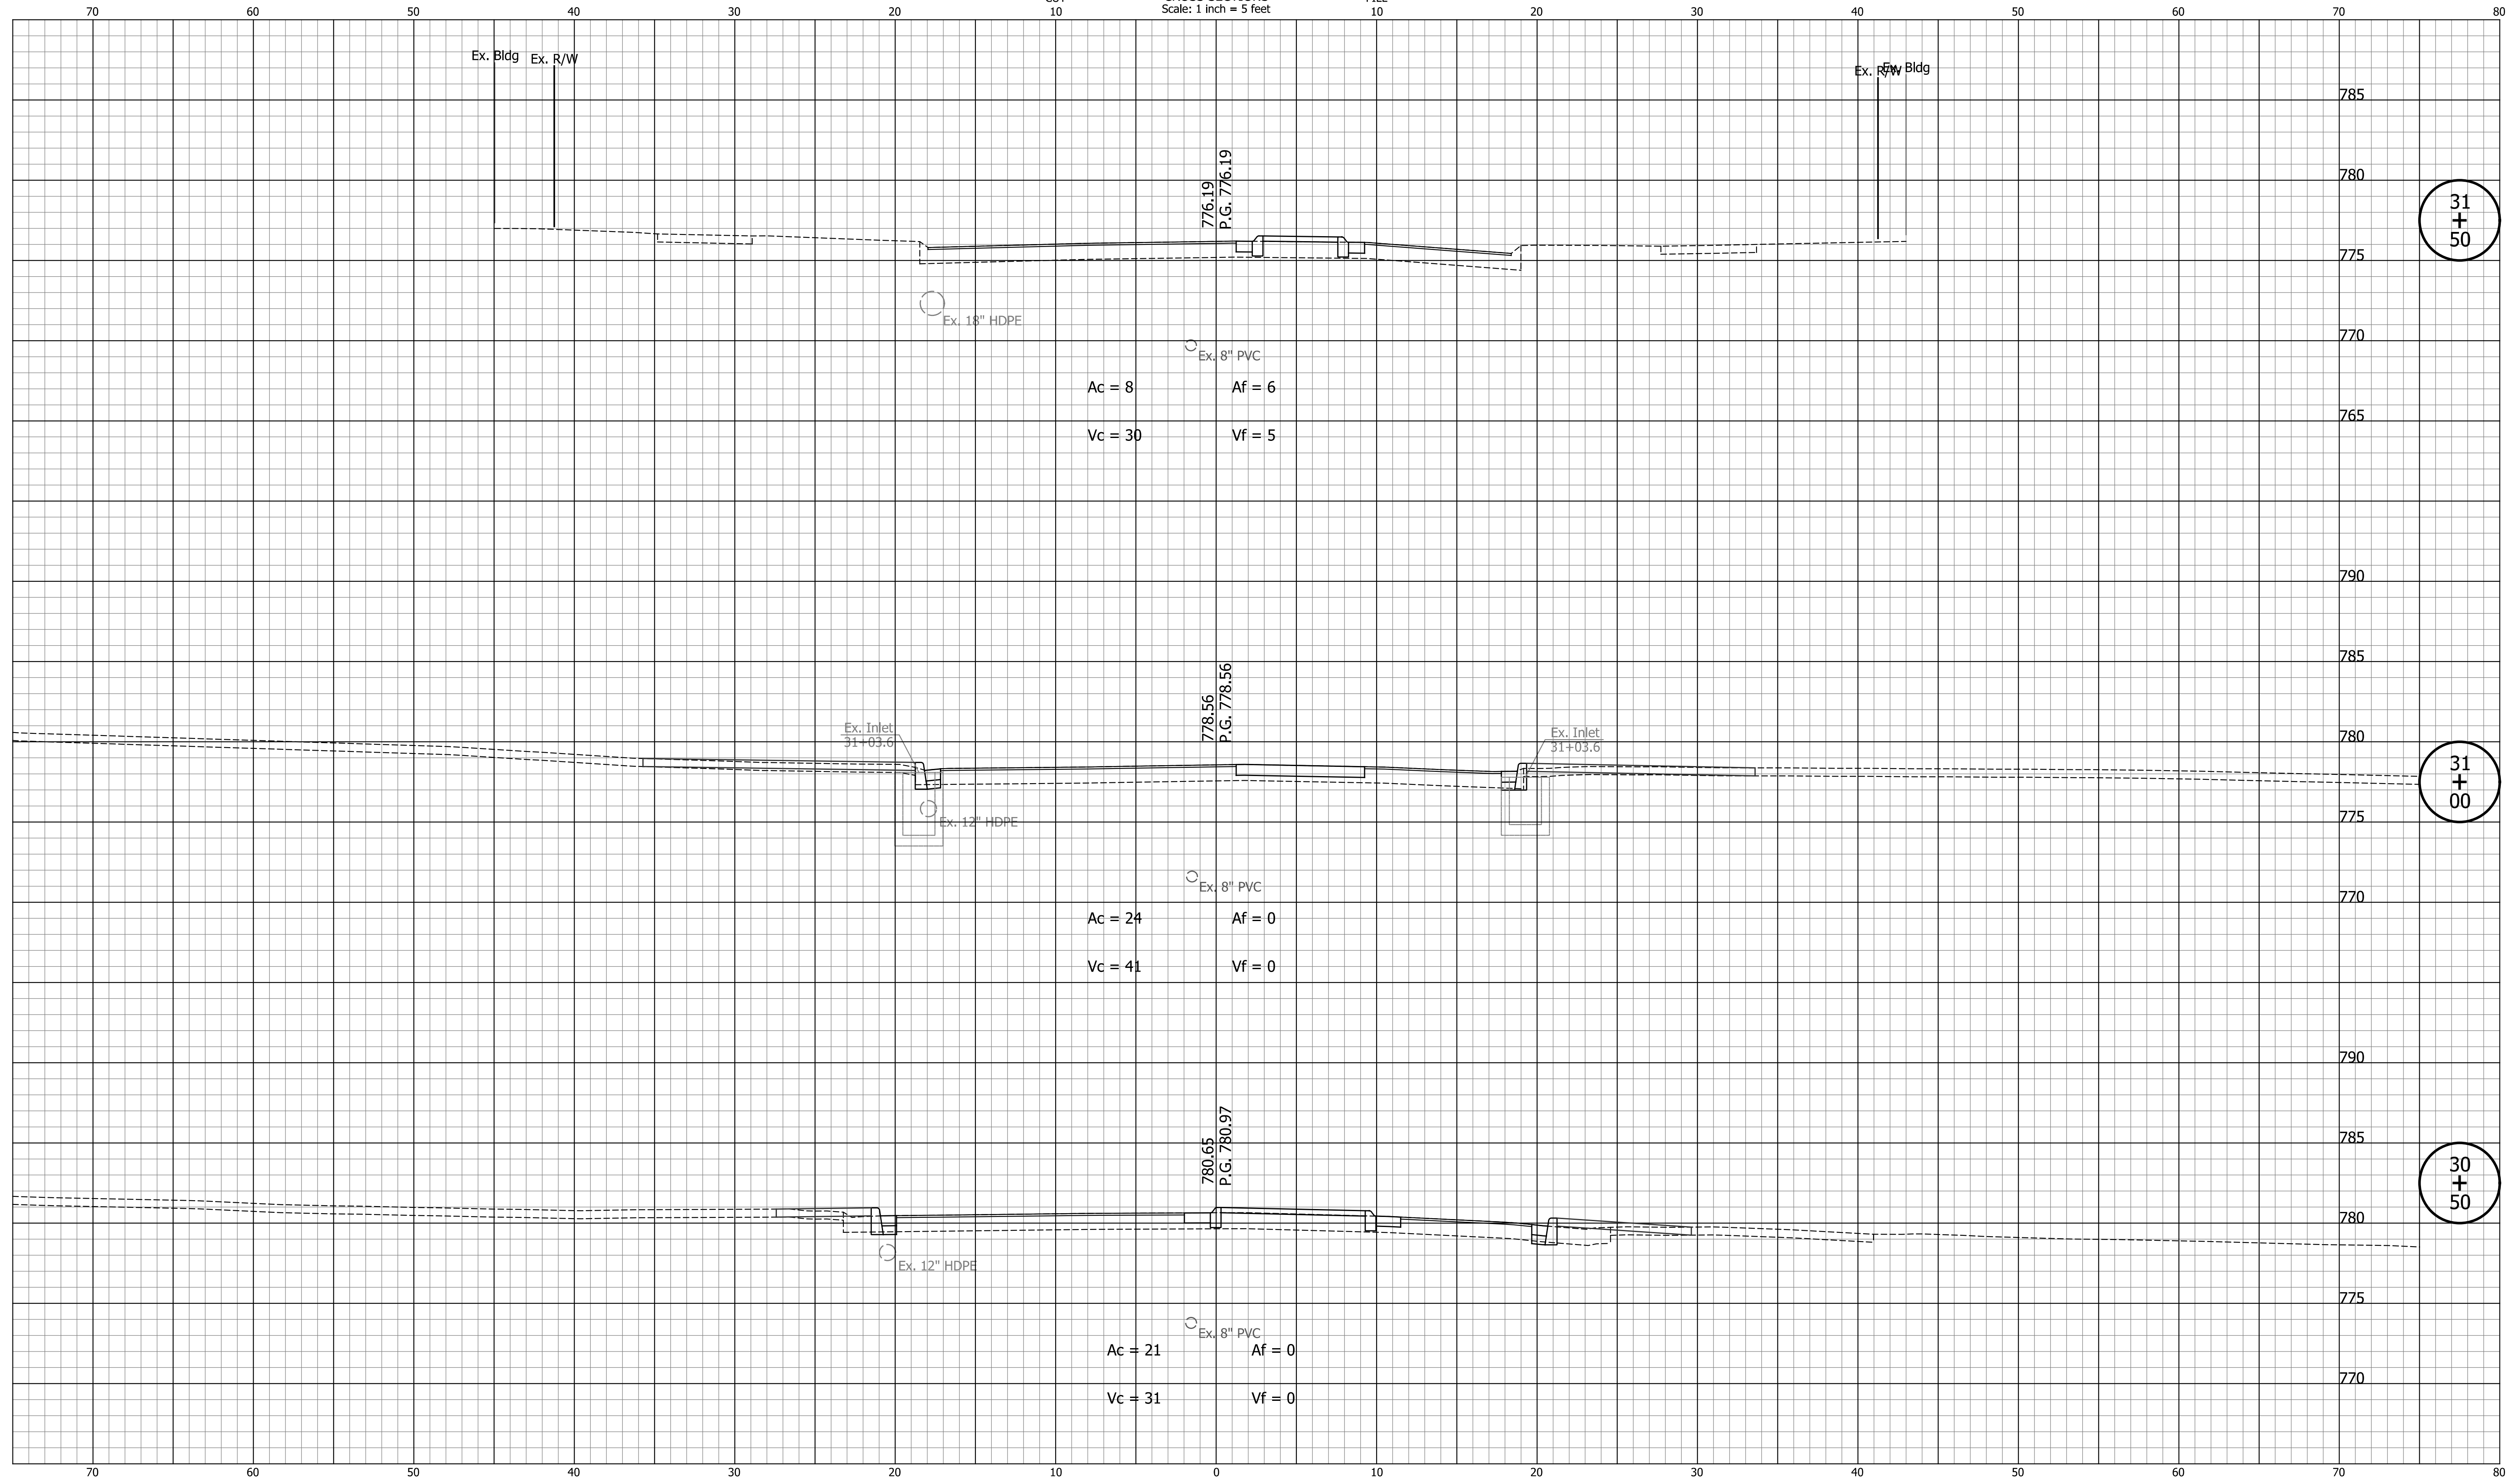 70 60 50 40 30 20 10 10 20 30 40 50 60 70 80
Scale: 1 inch = 5 feet
Ex. Bldg
Ex. R/W
Ex. R/W
Ex. Bldg
785
776.19
P.G. 776.19
780
31
+
50
775
Ex. 18" HDPE
770
Ex. 8" PVC
Ac = 8
Af = 6
765
Vc = 30
Vf = 5
790
785
778.56
P.G. 778.56
Ex. Inlet
31+03.6
Ex. Inlet
31+03.6
780
31
+
00
775
Ex. 12" HDPE
Ex. 8" PVC
770
Ac = 24
Af = 0
Vc = 41
Vf = 0
790
785
780.65
P.G. 780.97
30
+
50
780
Ex. 12" HDPE
775
Ex. 8" PVC
Ac = 21
Af = 0
770
Vc = 31
Vf = 0
70 60 50 40 30 20 10 0 10 20 30 40 50 60 70 80